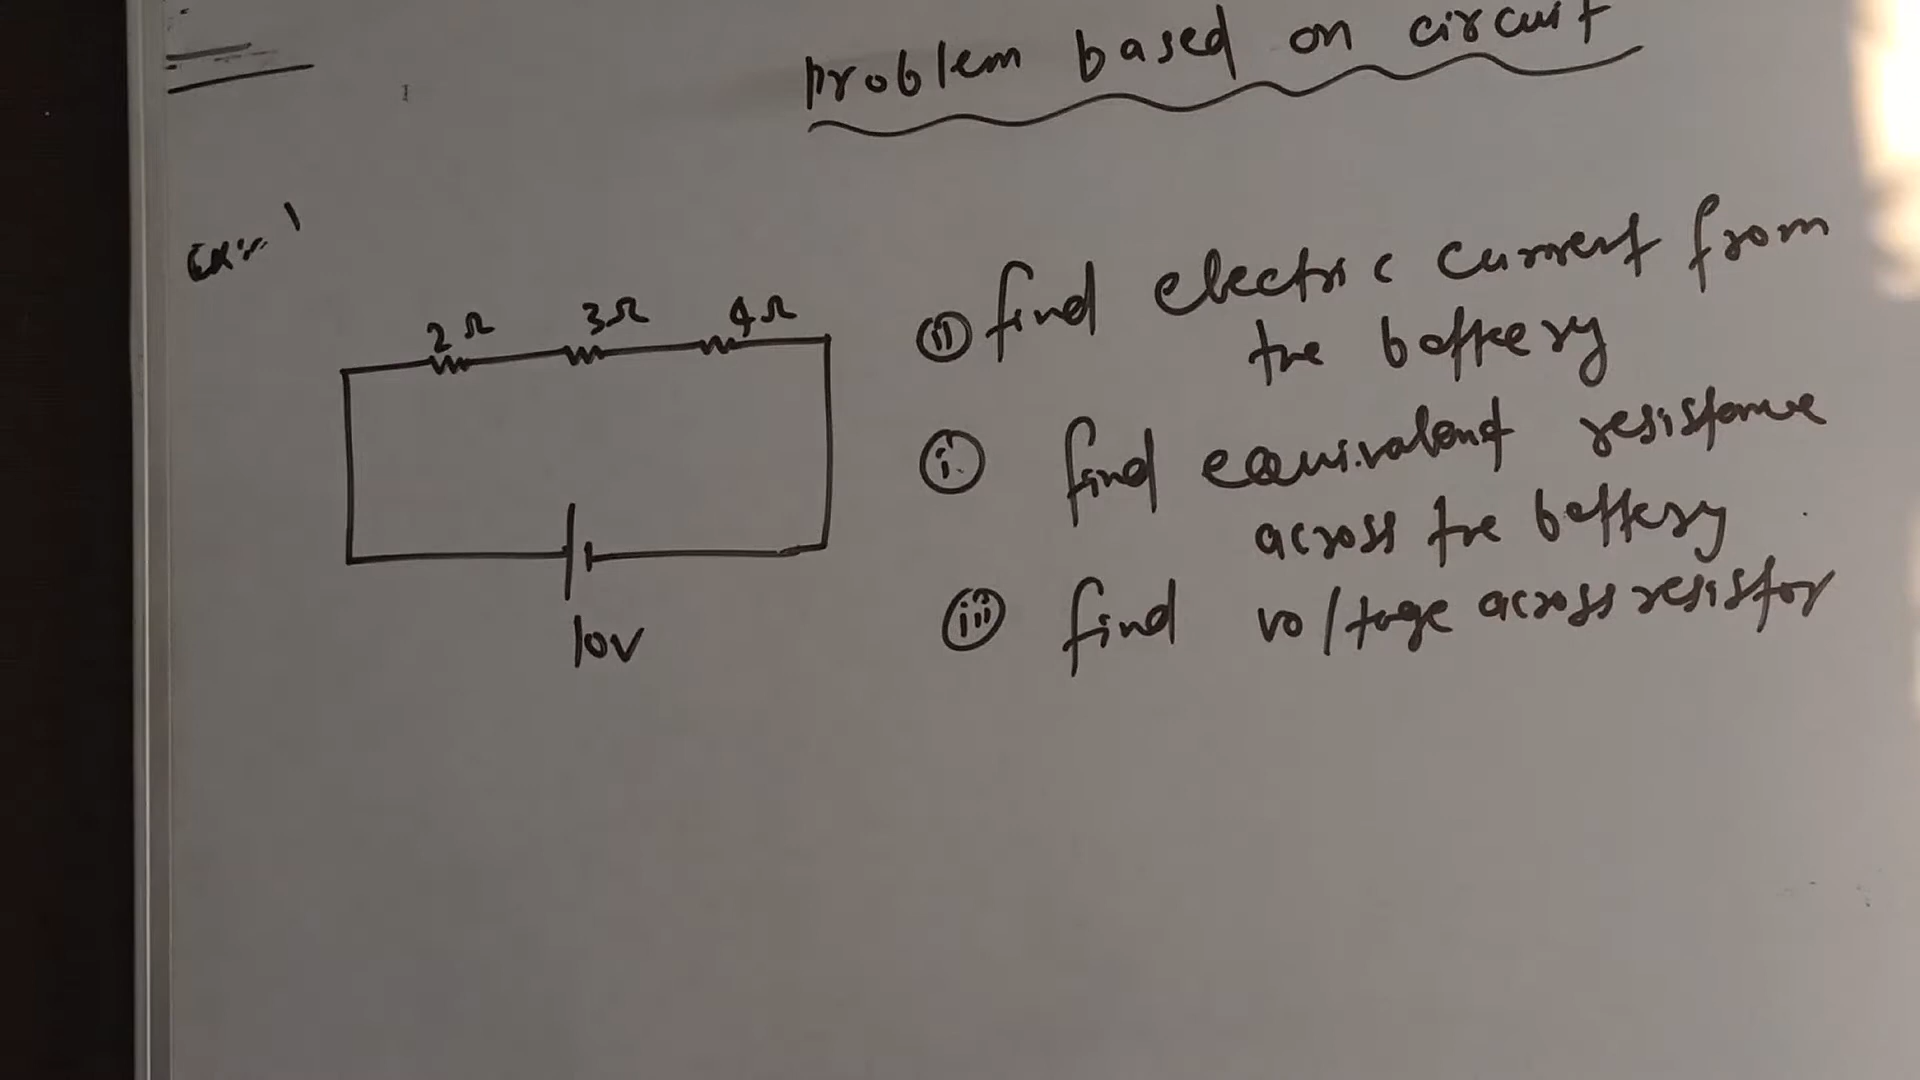 Problem based on circuit
Ex:- 1
2Ω 3Ω 4Ω
10V
(ii) find electric current from
the battery
(i) find equivalent resistance
across the battery
(iii) find voltage across resistor